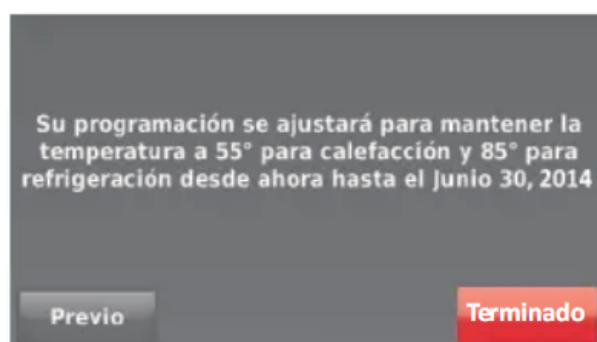 Su programación se ajustará para mantener la
temperatura a 55° para calefacción y 85° para
refrigeración desde ahora hasta el Junio 30, 2014
Previo
Terminado